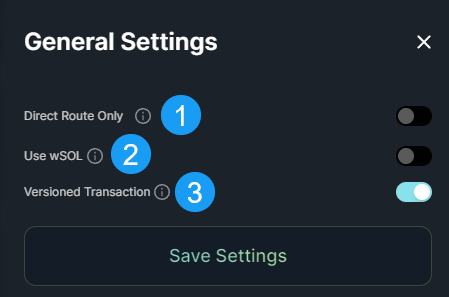 General Settings
Direct Route Only 1
Use wSOL 2
Versioned Transaction 3
Save Settings